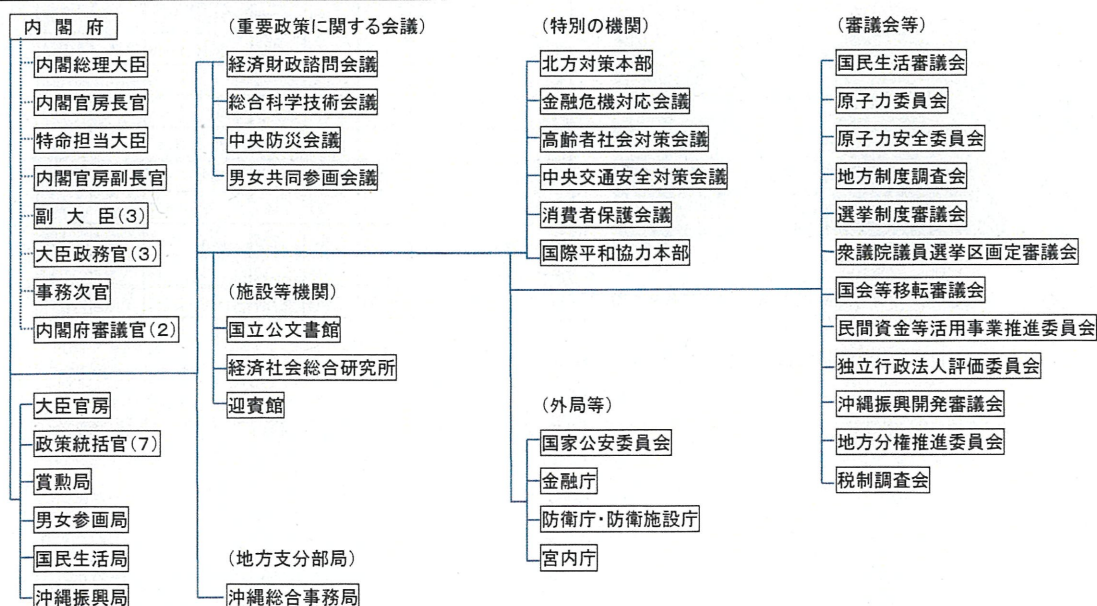 内閣府
内閣総理大臣
内閣官房長官
特命担当大臣
内閣官房副長官
副大臣(3)
大臣政務官(3)
事務次官
内閣府審議官(2)
大臣官房
政策統括官(7)
賞勲局
男女参画局
国民生活局
沖縄振興局
(重要政策に関する会議)
経済財政諮問会議
総合科学技術会議
中央防災会議
男女共同参画会議
(施設等機関)
国立公文書館
経済社会総合研究所
迎賓館
(地方支分部局)
沖縄総合事務局
(特別の機関)
北方対策本部
金融危機対応会議
高齢者社会対策会議
中央交通安全対策会議
消費者保護会議
国際平和協力本部
(外局等)
国家公安委員会
金融庁
防衛庁・防衛施設庁
宮内庁
(審議会等)
国民生活審議会
原子力委員会
原子力安全委員会
地方制度調査会
選挙制度審議会
衆議院議員選挙区画定審議会
国会等移転審議会
民間資金等活用事業推進委員会
独立行政法人評価委員会
沖縄振興開発審議会
地方分権推進委員会
税制調査会